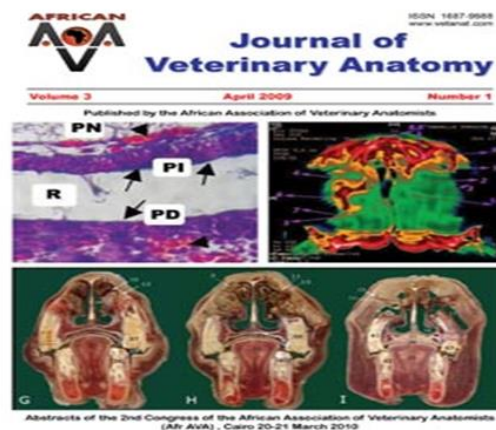 AFRICAN
AVA
ISSN 1687-9988
www.vetanat.com
Journal of
Veterinary Anatomy
Volume 3
April 2009
Number 1
Published by the African Association of Veterinary Anatomists
PN
PI
R
PD
G
H
I
Abstracts of the 2nd Congress of the African Association of Veterinary Anatomists
(Afr AVA) , Cairo 20-21 March 2010